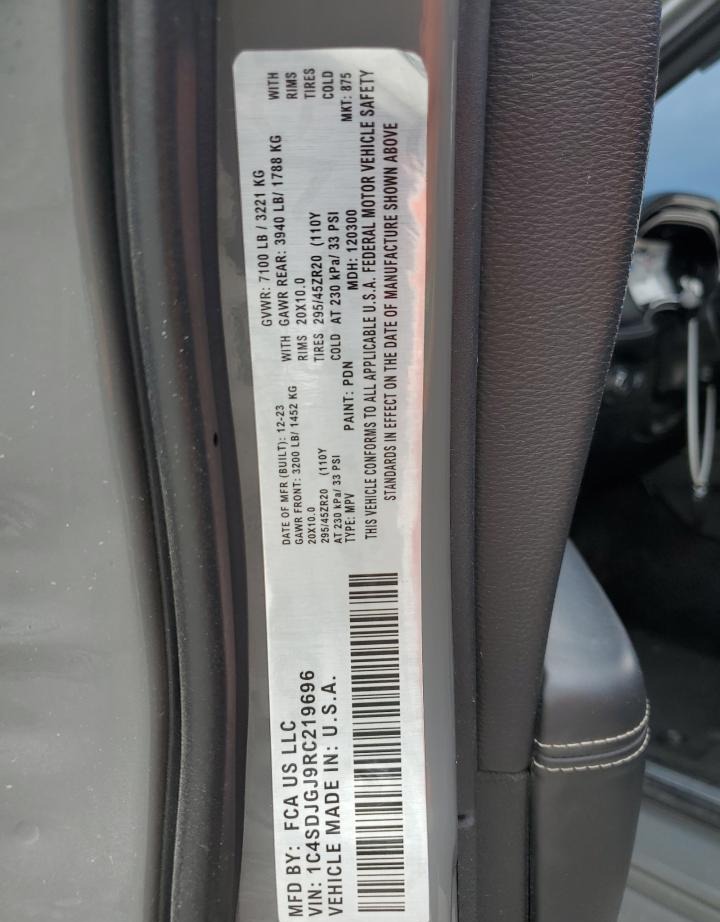 MFD BY: FCA US LLC
VIN: 1C4SDJGJ9RC219696
VEHICLE MADE IN: U.S.A.
DATE OF MFR (BUILT): 12-23 GVWR: 7100 LB / 3221 KG
GAWR FRONT: 3200 LB/ 1452 KG WITH GAWR REAR: 3940 LB/ 1788 KG WITH
20X10.0 RIMS 20X10.0 RIMS
295/45ZR20 (110Y TIRES 295/45ZR20 (110Y TIRES
AT 230 kPa/ 33 PSI COLD AT 230 kPa/ 33 PSI COLD
TYPE: MPV PAINT: PDN MDH: 120300 MKT: 875
THIS VEHICLE CONFORMS TO ALL APPLICABLE U.S.A. FEDERAL MOTOR VEHICLE SAFETY
STANDARDS IN EFFECT ON THE DATE OF MANUFACTURE SHOWN ABOVE